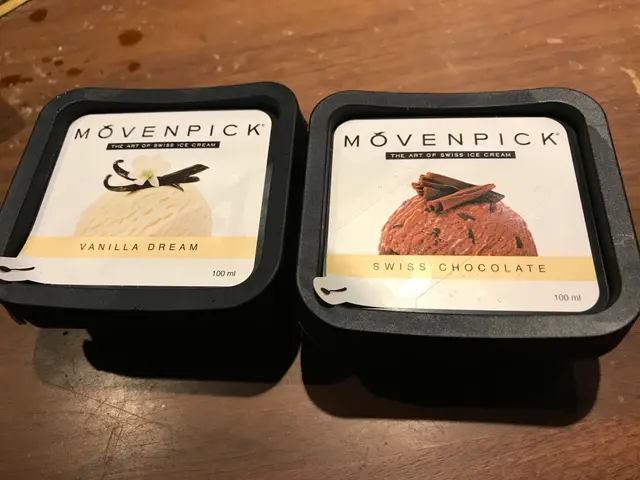 MÖVENPICK®
THE ART OF SWISS ICE CREAM
VANILLA DREAM
100 ml
MÖVENPICK®
THE ART OF SWISS ICE CREAM
SWISS CHOCOLATE
100 ml